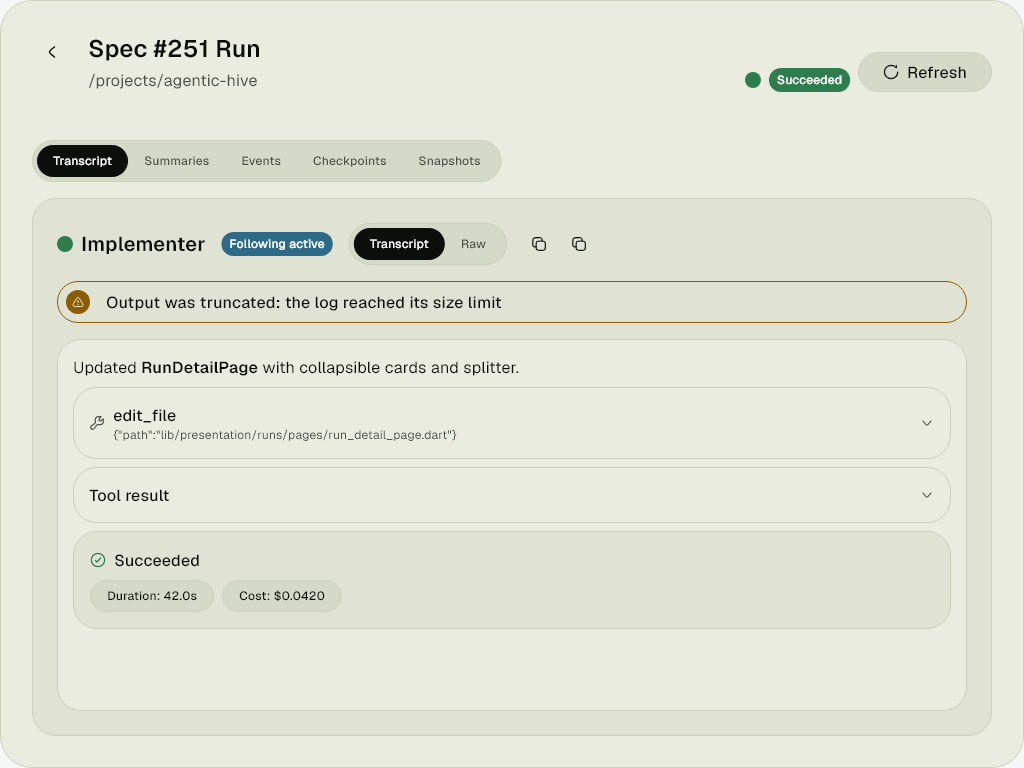 Spec #251 Run
/projects/agentic-hive
Succeeded
Refresh
Transcript
Summaries
Events
Checkpoints
Snapshots
Implementer
Following active
Transcript
Raw
Output was truncated: the log reached its size limit
Updated RunDetailPage with collapsible cards and splitter.
edit_file
{"path":"lib/presentation/runs/pages/run_detail_page.dart"}
Tool result
Succeeded
Duration: 42.0s
Cost: $0.0420